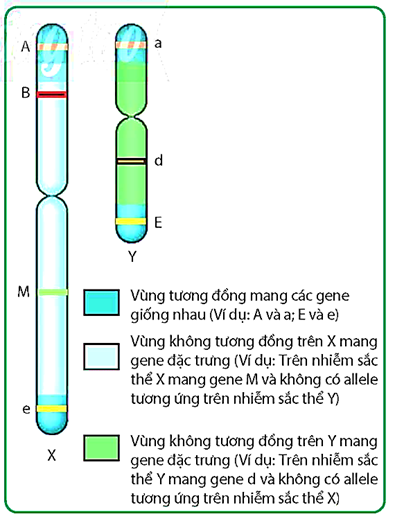 A
a
B
d
E
Y
M
e
X
Vùng tương đồng mang các gene
giống nhau (Ví dụ: A và a; E và e)
Vùng không tương đồng trên X mang
gene đặc trưng (Ví dụ: Trên nhiễm sắc
thể X mang gene M và không có allele
tương ứng trên nhiễm sắc thể Y)
Vùng không tương đồng trên Y mang
gene đặc trưng (Ví dụ: Trên nhiễm sắc
thể Y mang gene d và không có allele
tương ứng trên nhiễm sắc thể X)